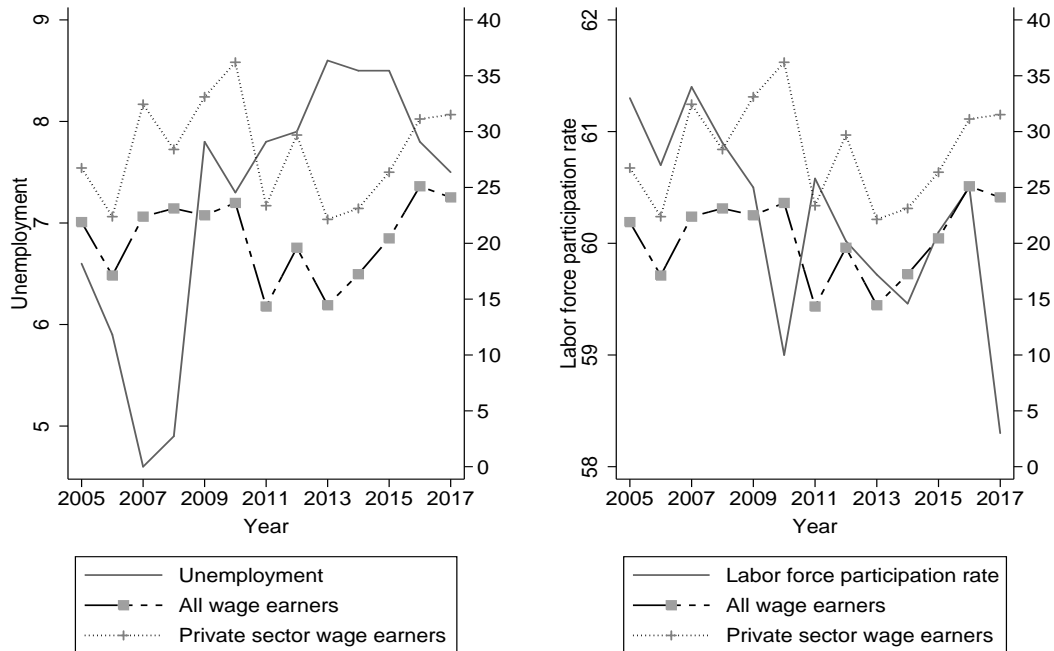 9
8
7
6
5
Unemployment
40
35
30
25
20
15
10
5
0
2005 2007 2009 2011 2013 2015 2017
Year
Unemployment
All wage earners
Private sector wage earners
62
61
60
59
58
Labor force participation rate
40
35
30
25
20
15
10
5
0
2005 2007 2009 2011 2013 2015 2017
Year
Labor force participation rate
All wage earners
Private sector wage earners